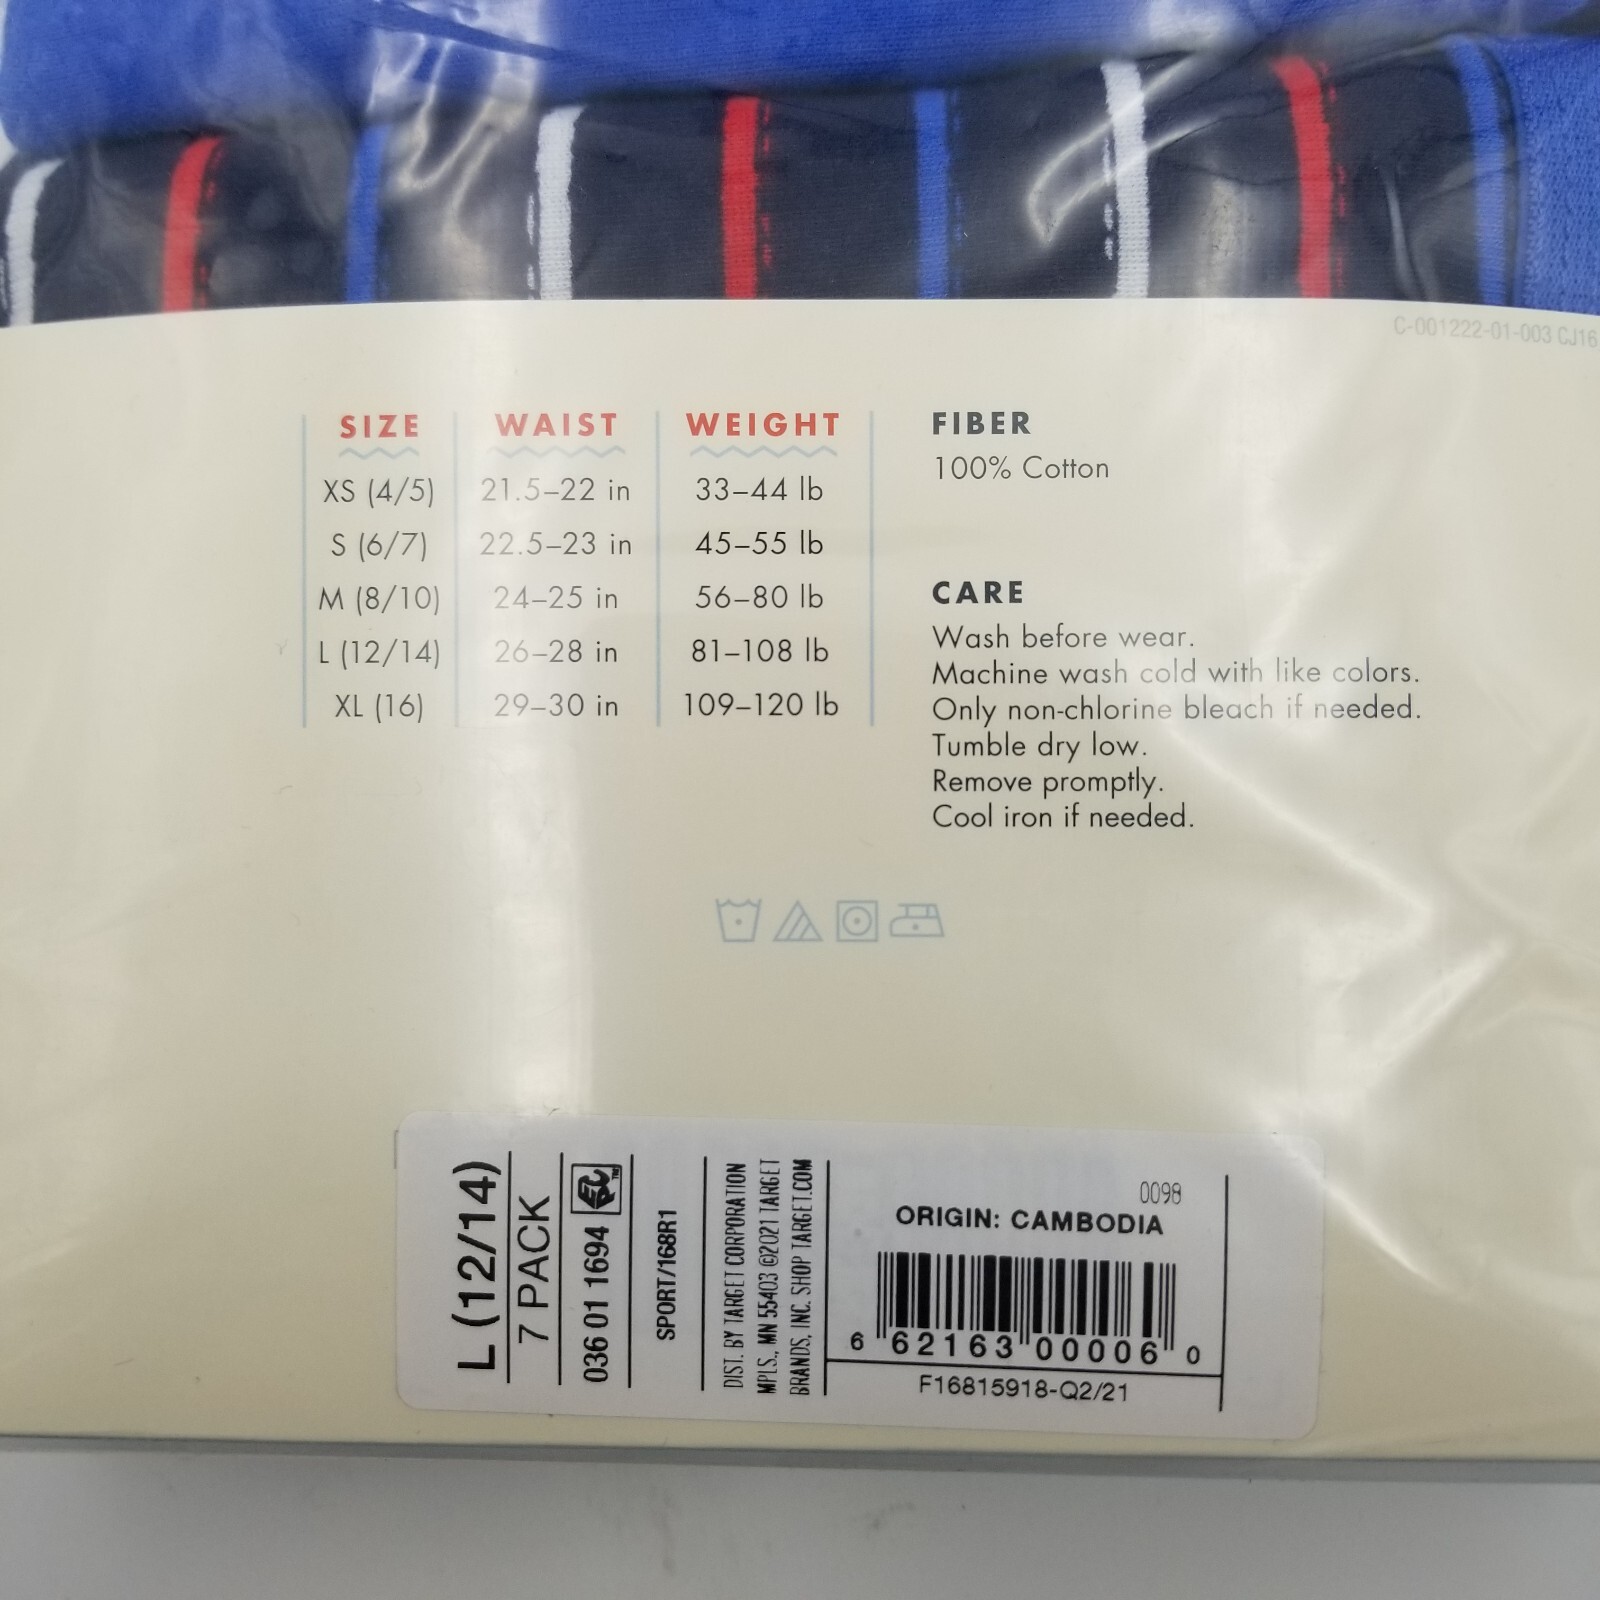 C-001222-01-003 CJ16
SIZE WAIST WEIGHT
XS (4/5) 21.5–22 in 33–44 lb
S (6/7) 22.5–23 in 45–55 lb
M (8/10) 24–25 in 56–80 lb
L (12/14) 26–28 in 81–108 lb
XL (16) 29–30 in 109–120 lb
FIBER
100% Cotton
CARE
Wash before wear.
Machine wash cold with like colors.
Only non-chlorine bleach if needed.
Tumble dry low.
Remove promptly.
Cool iron if needed.
L (12/14)
7 PACK
036 01 1694 EPC™
SPORT/168R1
DIST. BY TARGET CORPORATION
MPLS., MN 55403 ©2021 TARGET
BRANDS, INC. SHOP TARGET.COM
0098
ORIGIN: CAMBODIA
6 62163 00006 0
F16815918-Q2/21